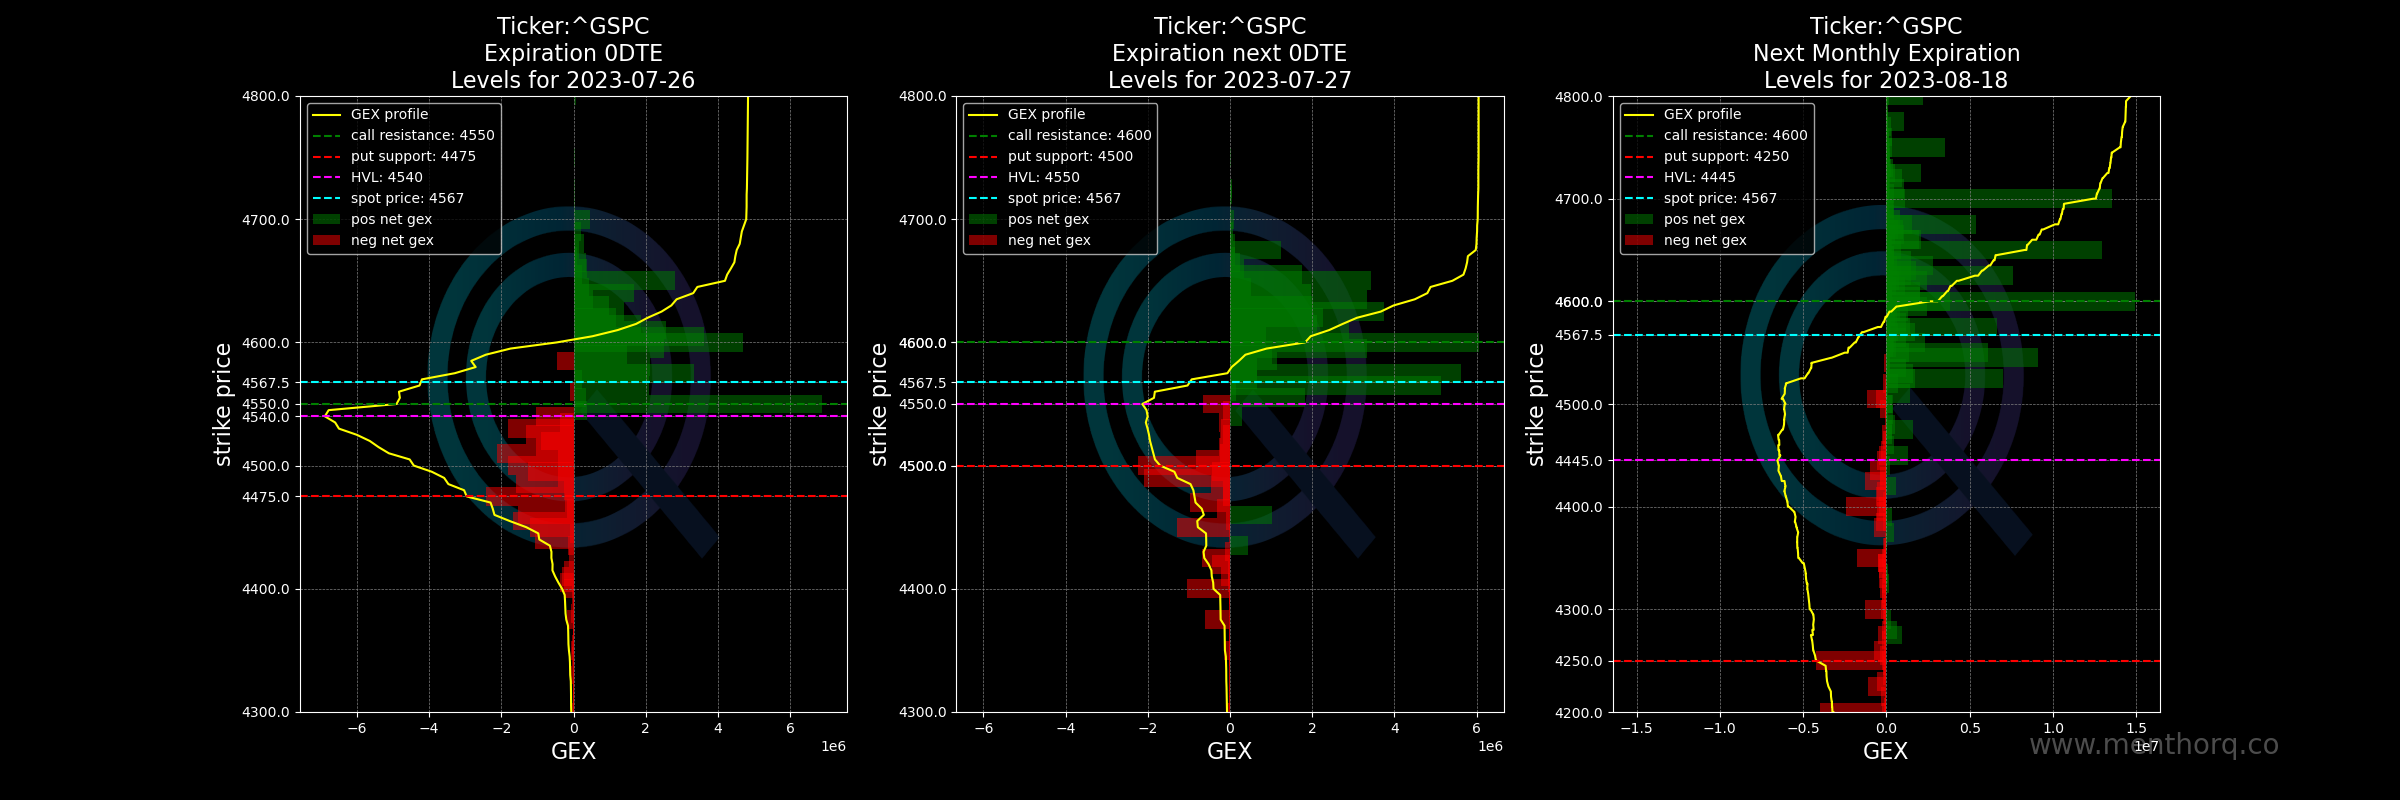 Ticker:^GSPC
Expiration 0DTE
Levels for 2023-07-26
GEX profile
call resistance: 4550
put support: 4475
HVL: 4540
spot price: 4567
pos net gex
neg net gex
4800.0
4700.0
4600.0
4567.5
4550.0
4540.0
4500.0
4475.0
4400.0
4300.0
strike price
−6 −4 −2 0 2 4 6
1e6
GEX
Ticker:^GSPC
Expiration next 0DTE
Levels for 2023-07-27
GEX profile
call resistance: 4600
put support: 4500
HVL: 4550
spot price: 4567
pos net gex
neg net gex
4800.0
4700.0
4600.0
4567.5
4550.0
4500.0
4400.0
4300.0
strike price
−6 −4 −2 0 2 4 6
1e6
GEX
Ticker:^GSPC
Next Monthly Expiration
Levels for 2023-08-18
GEX profile
call resistance: 4600
put support: 4250
HVL: 4445
spot price: 4567
pos net gex
neg net gex
4800.0
4700.0
4600.0
4567.5
4500.0
4445.0
4400.0
4300.0
4250.0
4200.0
strike price
−1.5 −1.0 −0.5 0.0 0.5 1.0 1.5
1e7
GEX
www.menthorq.co